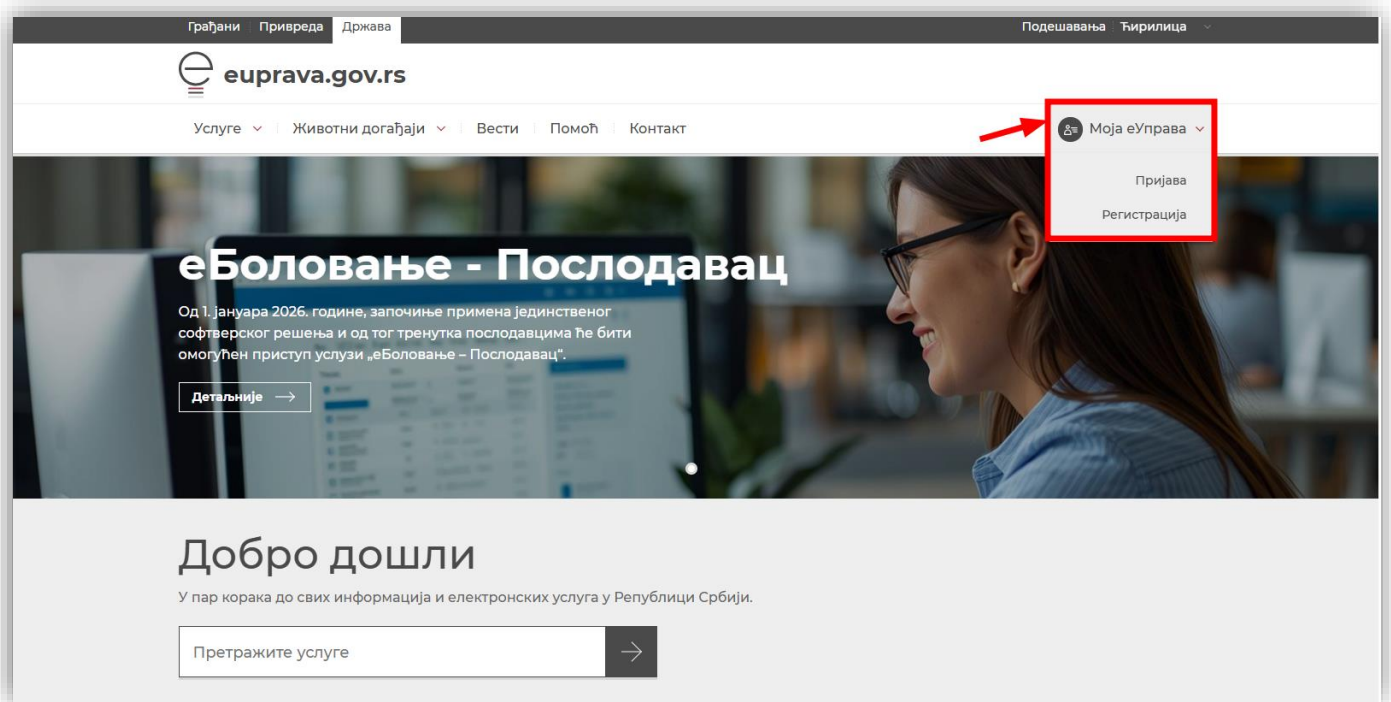 Грађани Привреда Држава Подешавања Ћирилица
euprava.gov.rs
Услуге Животни догађаји Вести Помоћ Контакт Моја еУправа
Пријава
Регистрација
еБоловање - Послодавац
Од 1. јануара 2026. године, започиње примена јединственог
софтверског решења и од тог тренутка послодавцима ће бити
омогућен приступ услузи „еБоловање – Послодавац“.
Детаљније
Добро дошли
У пар корака до свих информација и електронских услуга у Републици Србији.
Претражите услуге